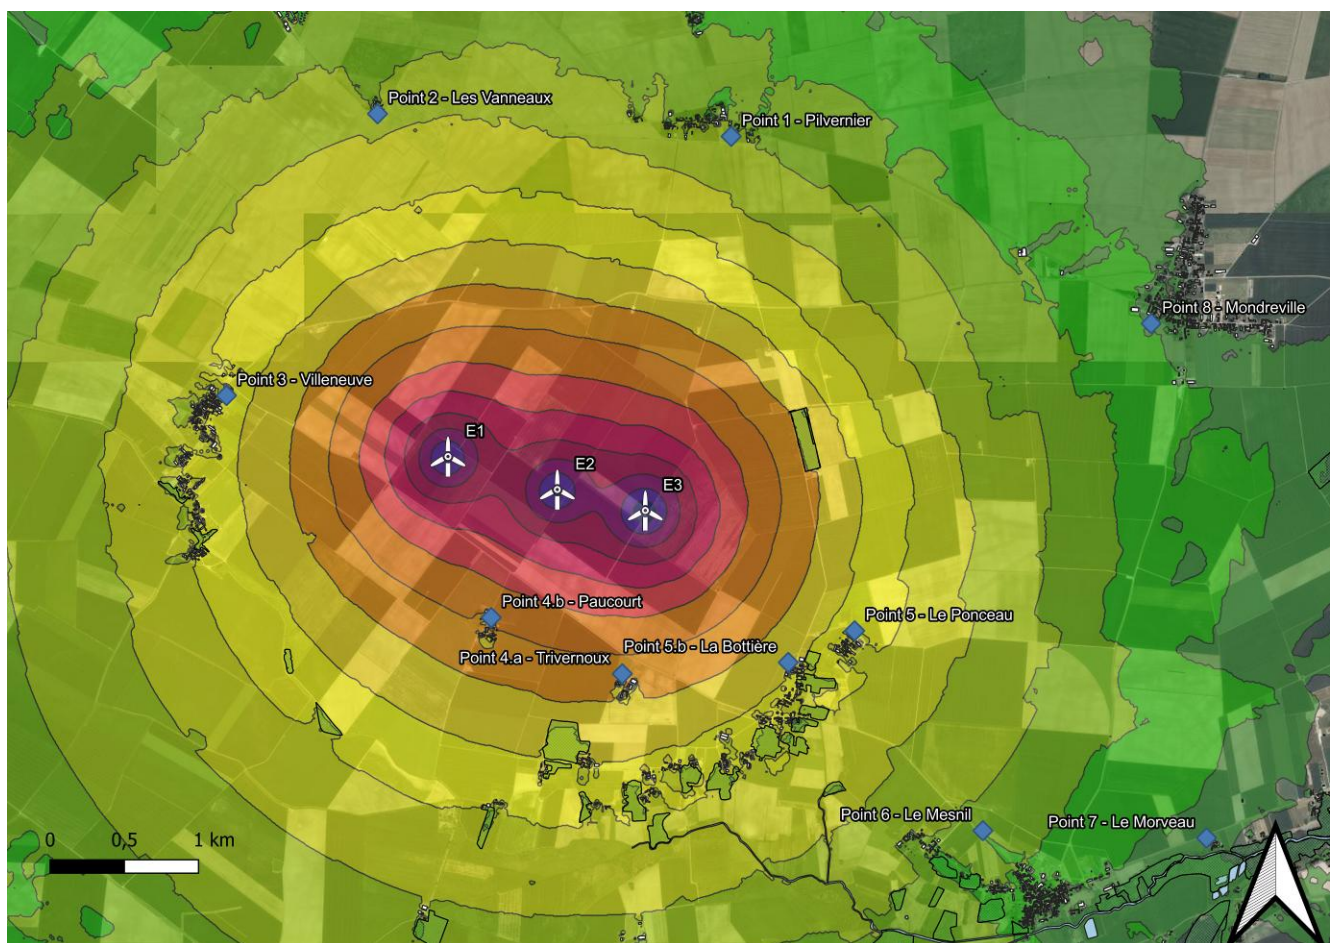 Point 2 - Les Vanneaux
Point 1 - Pilvernier
Point 8 - Mondreville
Point 3 - Villeneuve
E1
E2
E3
Point 4.b - Paucourt
Point 5 - Le Ponceau
Point 5.b - La Bottière
Point 4.a - Trivernoux
Point 6 - Le Mesnil
Point 7 - Le Morveau
0 0,5 1 km